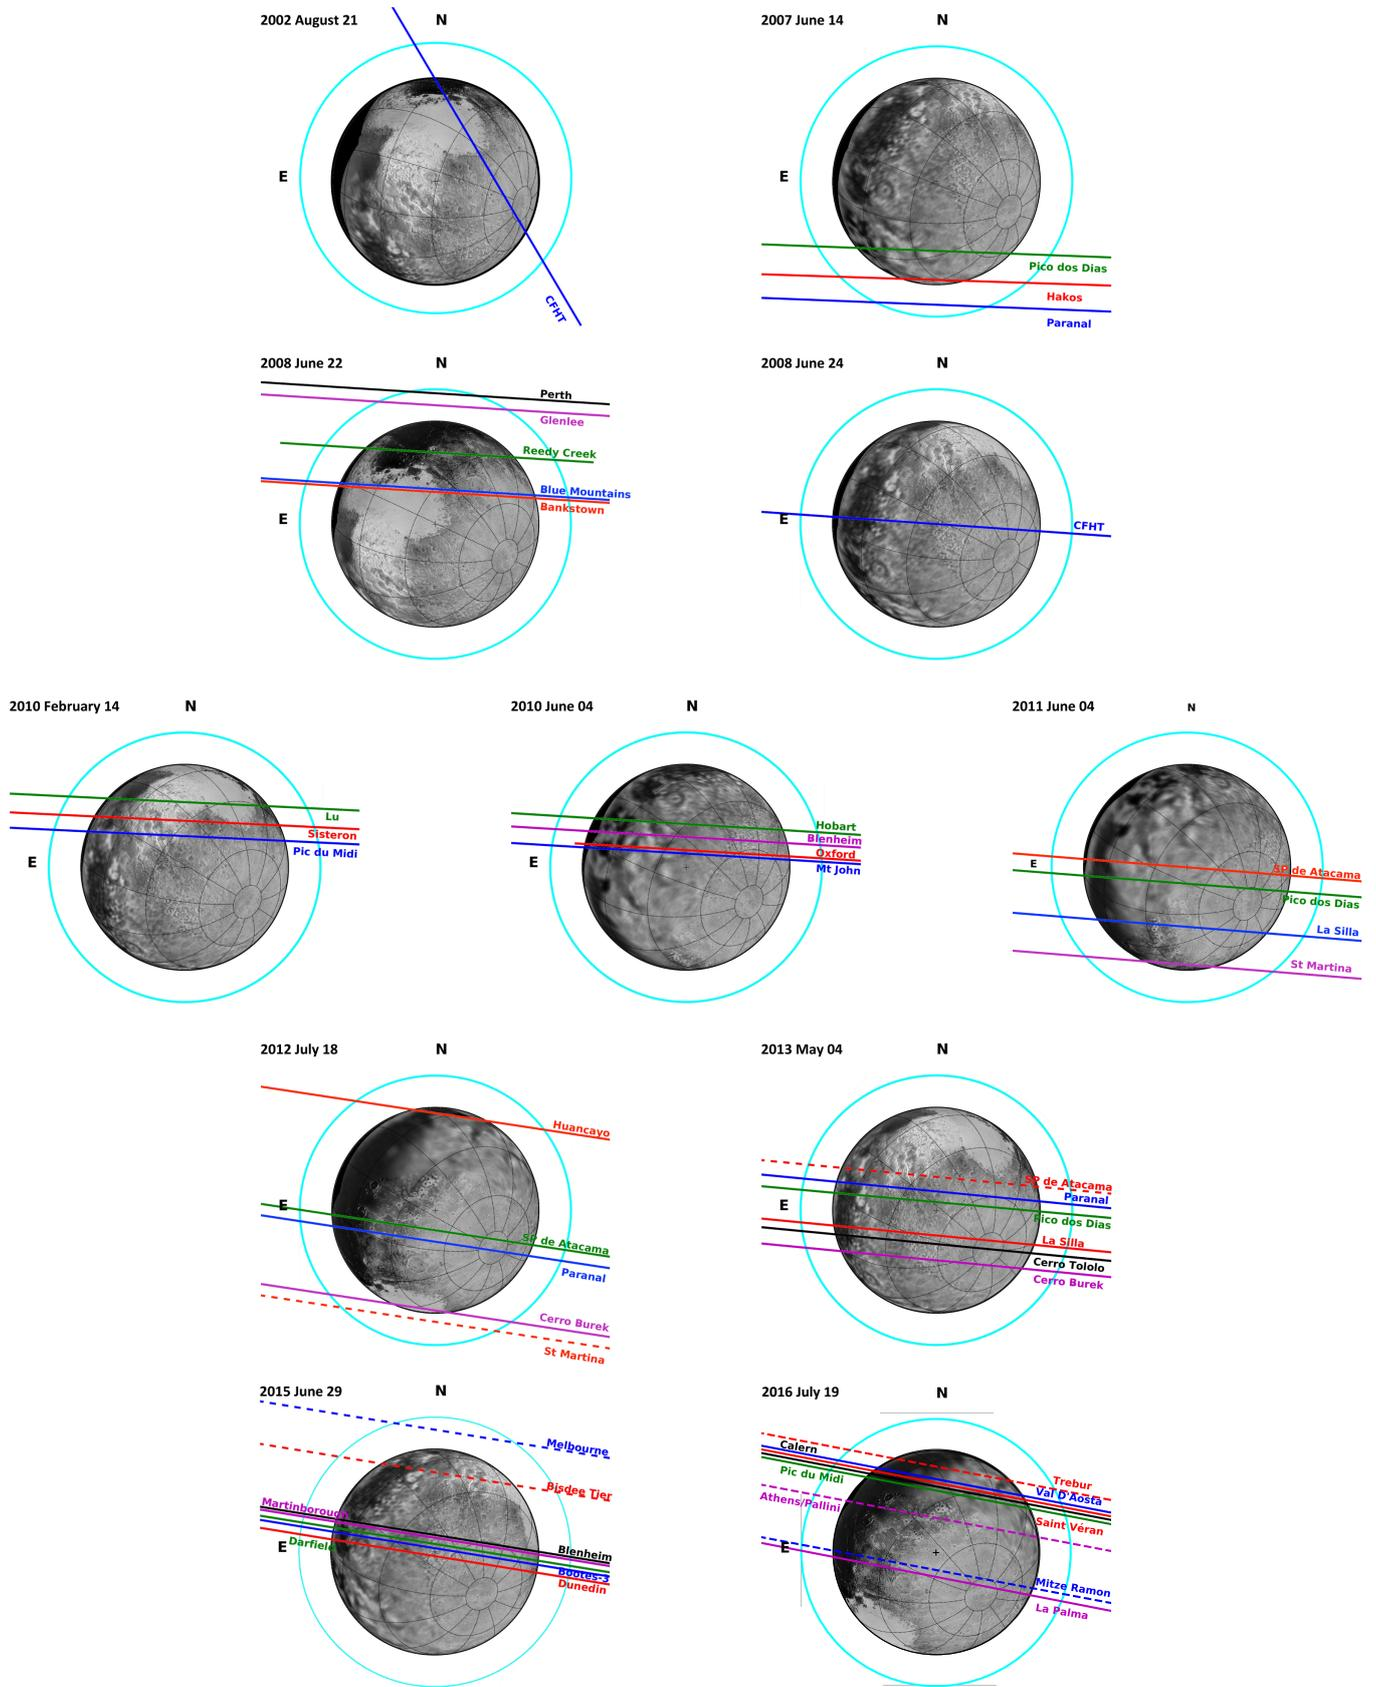 2002 August 21
N
E
CFHT
2007 June 14
N
E
Pico dos Dias
Hakos
Paranal
2008 June 22
N
Perth
Glenlee
Reedy Creek
Blue Mountains
Bankstown
E
2008 June 24
N
E
CFHT
2010 February 14
N
Lu
Sisteron
Pic du Midi
E
2010 June 04
N
Hobart
Blenheim
Oxford
Mt John
E
2011 June 04
N
E
SP de Atacama
Pico dos Dias
La Silla
St Martina
2012 July 18
N
Huancayo
E
SP de Atacama
Paranal
Cerro Burek
St Martina
2013 May 04
N
SP de Atacama
Paranal
E
Pico dos Dias
La Silla
Cerro Tololo
Cerro Burek
2015 June 29
N
Melbourne
Bisdee Tier
Martinborough
Darfield
E
Blenheim
Bootes-3
Dunedin
2016 July 19
N
Calern
Pic du Midi
Trebur
Val D'Aosta
Athens/Pallini
Saint Véran
E
Mitze Ramon
La Palma